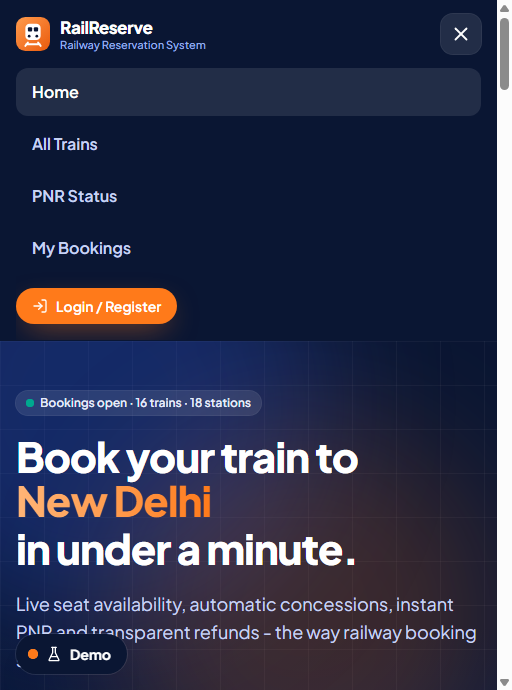 RailReserve
Railway Reservation System
Home
All Trains
PNR Status
My Bookings
Login / Register
Bookings open · 16 trains · 18 stations
Book your train to
New Delhi
in under a minute.
Live seat availability, automatic concessions, instant
PNR and transparent refunds - the way railway booking
Demo